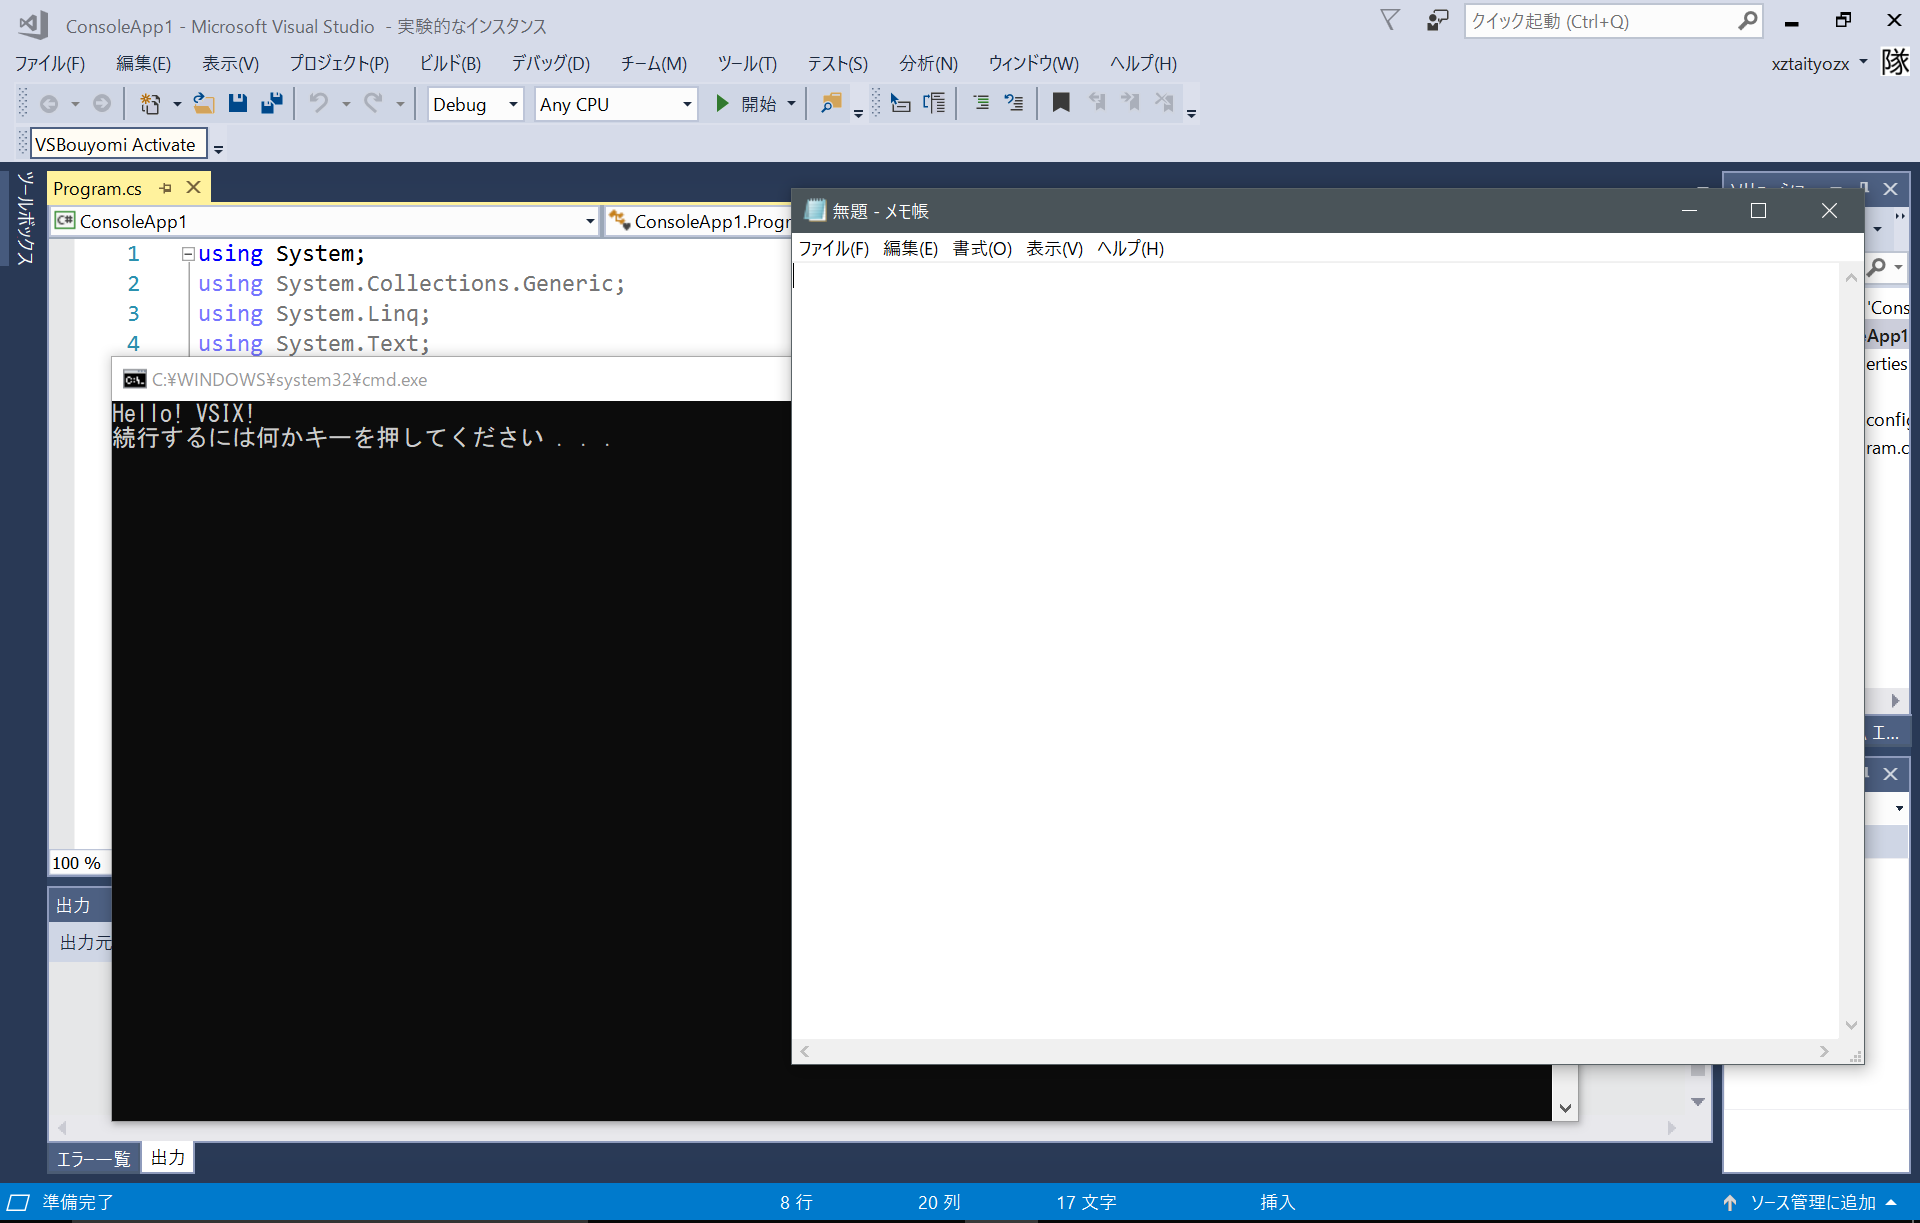 ConsoleApp1 - Microsoft Visual Studio - 実験的なインスタンス
クイック起動 (Ctrl+Q)
ファイル(F) 編集(E) 表示(V) プロジェクト(P) ビルド(B) デバッグ(D) チーム(M) ツール(T) テスト(S) 分析(N) ウィンドウ(W) ヘルプ(H)
xztaityozx 隊
Debug Any CPU 開始
VSBouyomi Activate
ツールボックス
Program.cs
ConsoleApp1 ConsoleApp1.Progr
1 using System;
2 using System.Collections.Generic;
3 using System.Linq;
4 using System.Text;
C:¥WINDOWS¥system32¥cmd.exe
Hello! VSIX!
続行するには何かキーを押してください . . .
無題 - メモ帳
ファイル(F) 編集(E) 書式(O) 表示(V) ヘルプ(H)
'Cons
App1
erties
config
ram.c
エ...
100 %
出力
出力元
エラー一覧 出力
準備完了 8 行 20 列 17 文字 挿入 ソース管理に追加